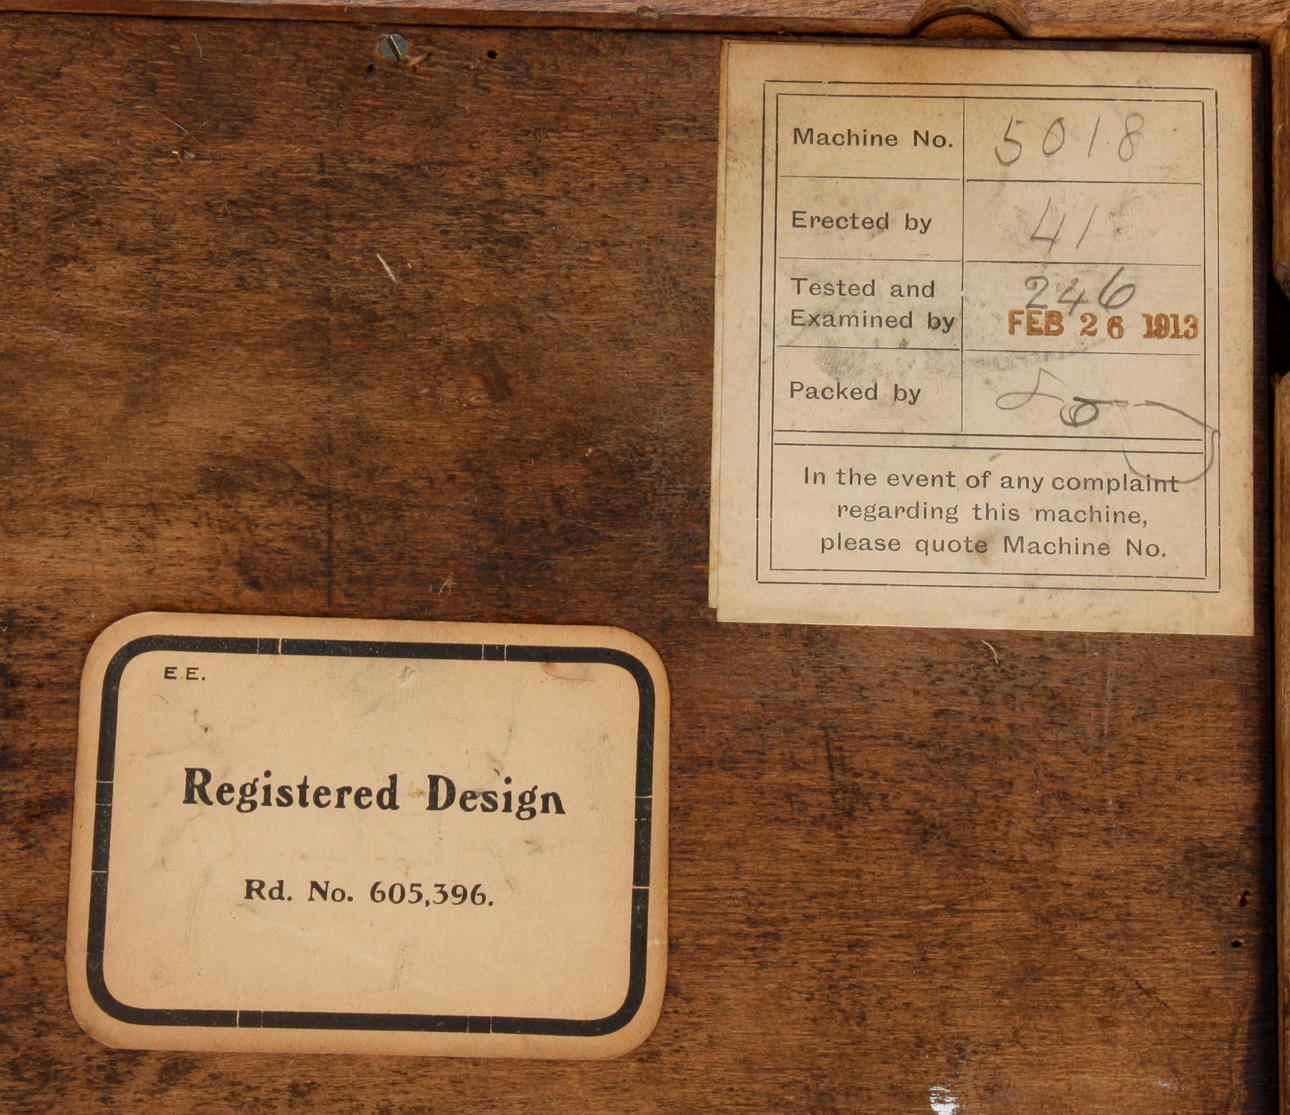 Machine No. 5018
Erected by 41
Tested and 246
Examined by FEB 26 1913
Packed by
In the event of any complaint
regarding this machine,
please quote Machine No.
E.E.
Registered Design
Rd. No. 605,396.